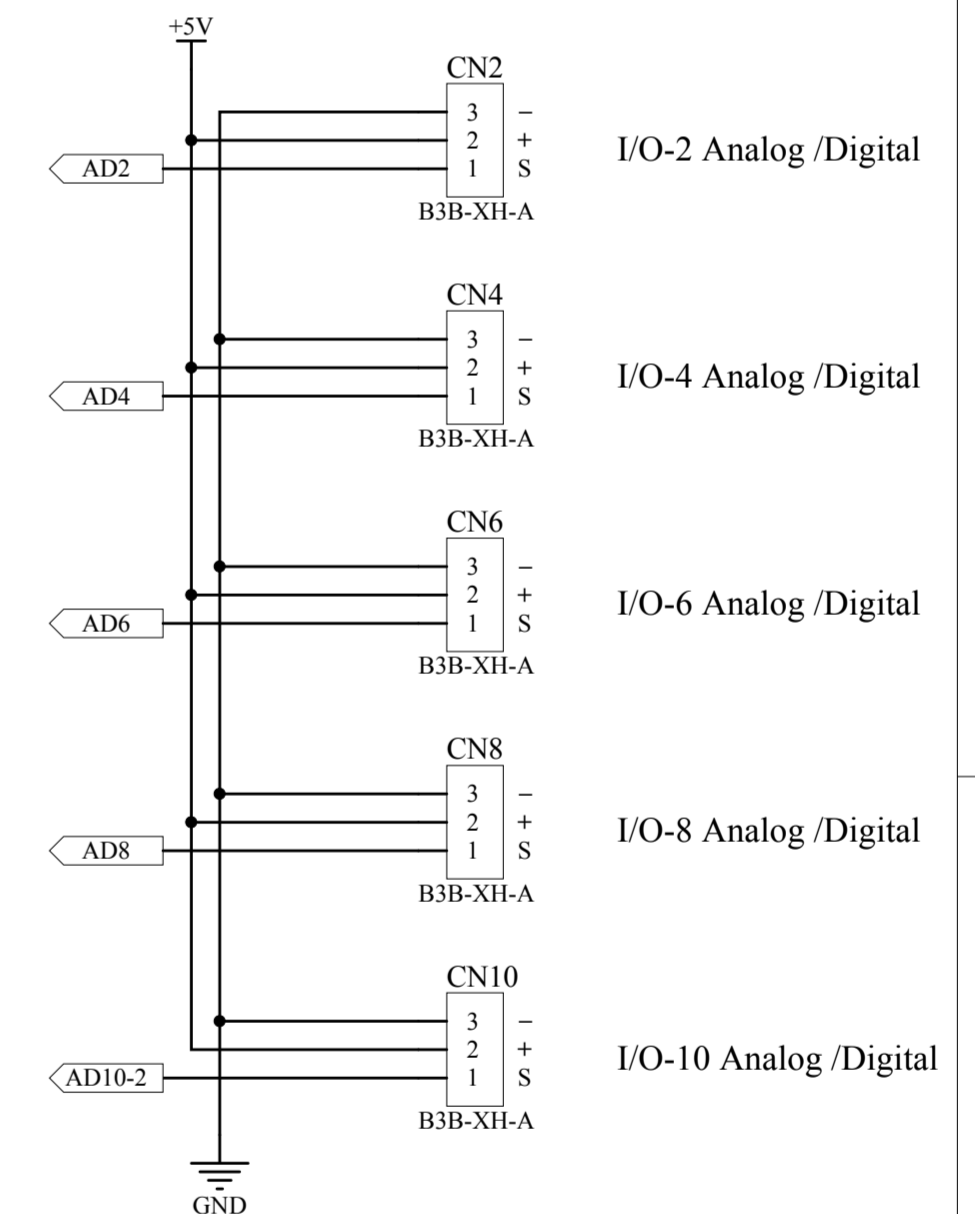 +5V
CN2
3 −
2 +
AD2 1 S
B3B-XH-A
I/O-2 Analog /Digital
CN4
3 −
2 +
AD4 1 S
B3B-XH-A
I/O-4 Analog /Digital
CN6
3 −
2 +
AD6 1 S
B3B-XH-A
I/O-6 Analog /Digital
CN8
3 −
2 +
AD8 1 S
B3B-XH-A
I/O-8 Analog /Digital
CN10
3 −
2 +
AD10-2 1 S
B3B-XH-A
I/O-10 Analog /Digital
GND